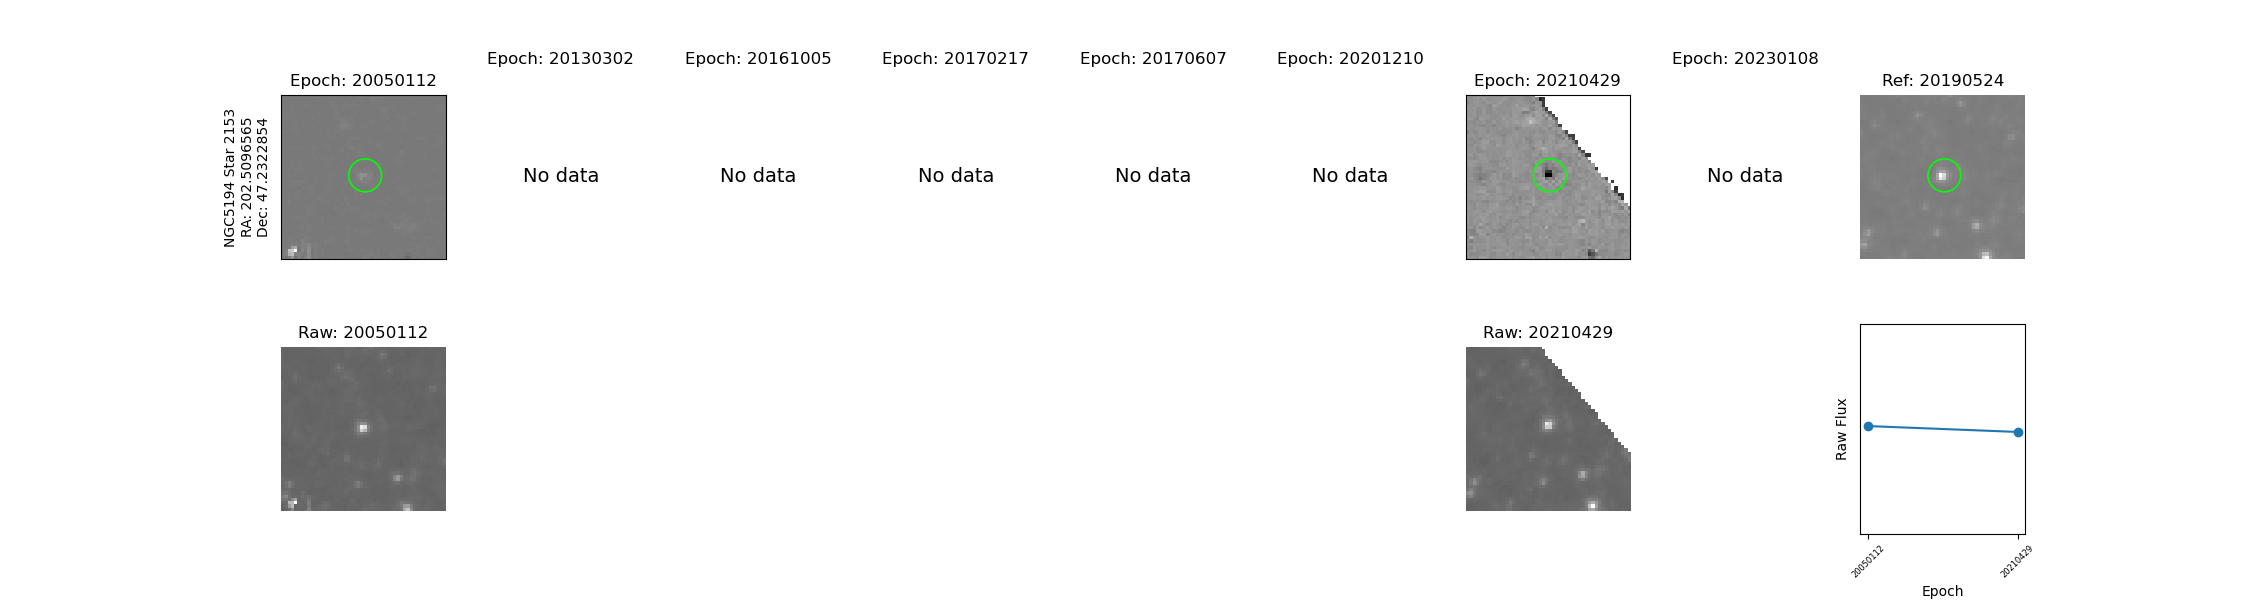 Epoch: 20050112
Epoch: 20130302
Epoch: 20161005
Epoch: 20170217
Epoch: 20170607
Epoch: 20201210
Epoch: 20210429
Epoch: 20230108
Ref: 20190524
NGC5194 Star 2153
RA: 202.5096565
Dec: 47.2322854
No data
No data
No data
No data
No data
No data
Raw: 20050112
Raw: 20210429
Raw Flux
20050112
20210429
Epoch